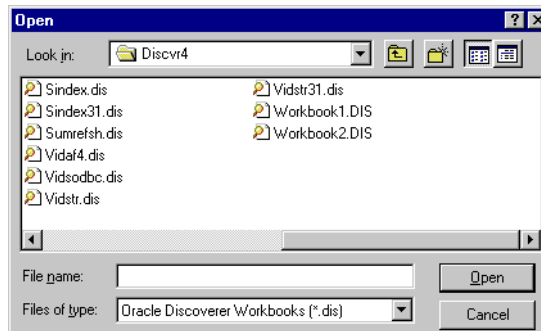 Open
Look in: Discvr4
Sindex.dis Vidstr31.dis
Sindex31.dis Workbook1.DIS
Sumrefsh.dis Workbook2.DIS
Vidaf4.dis
Vidsodbc.dis
Vidstr.dis
File name: Open
Files of type: Oracle Discoverer Workbooks (*.dis) Cancel